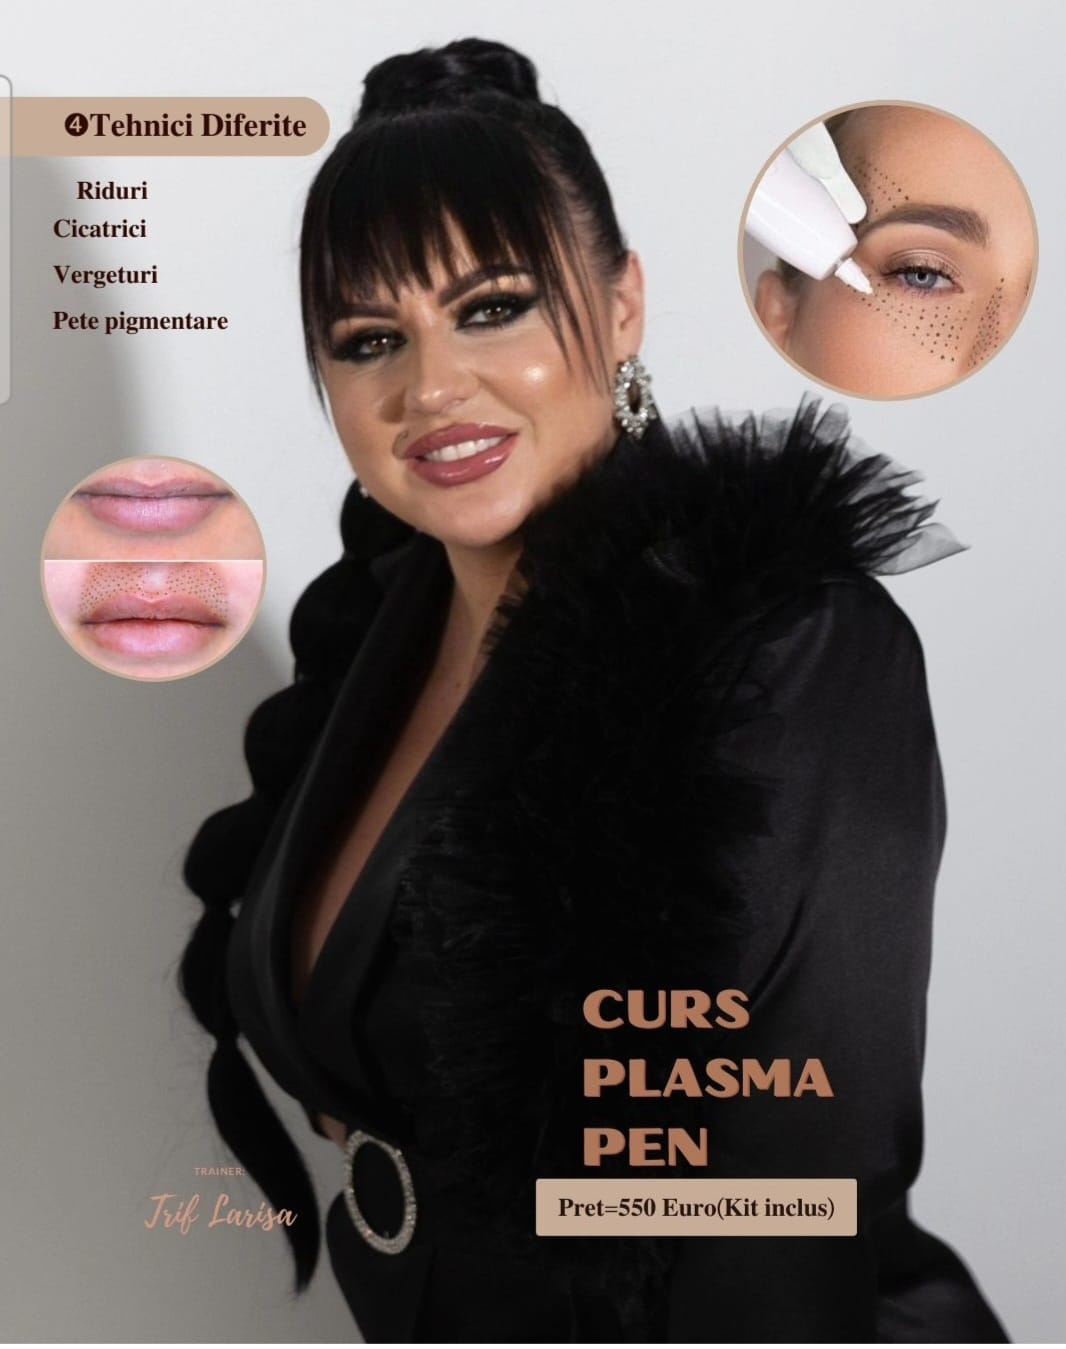 ❹Tehnici Diferite
Riduri
Cicatrici
Vergeturi
Pete pigmentare
CURS
PLASMA
PEN
Pret=550 Euro(Kit inclus)
TRAINER:
Trif Larisa